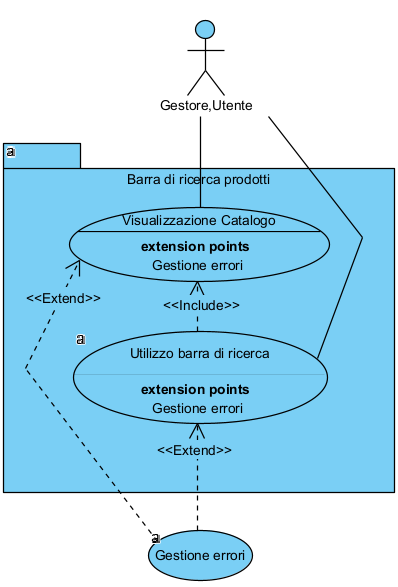 Gestore,Utente
a
Barra di ricerca prodotti
Visualizzazione Catalogo
extension points
Gestione errori
<<Extend>>
<<Include>>
a
Utilizzo barra di ricerca
extension points
Gestione errori
<<Extend>>
a
Gestione errori